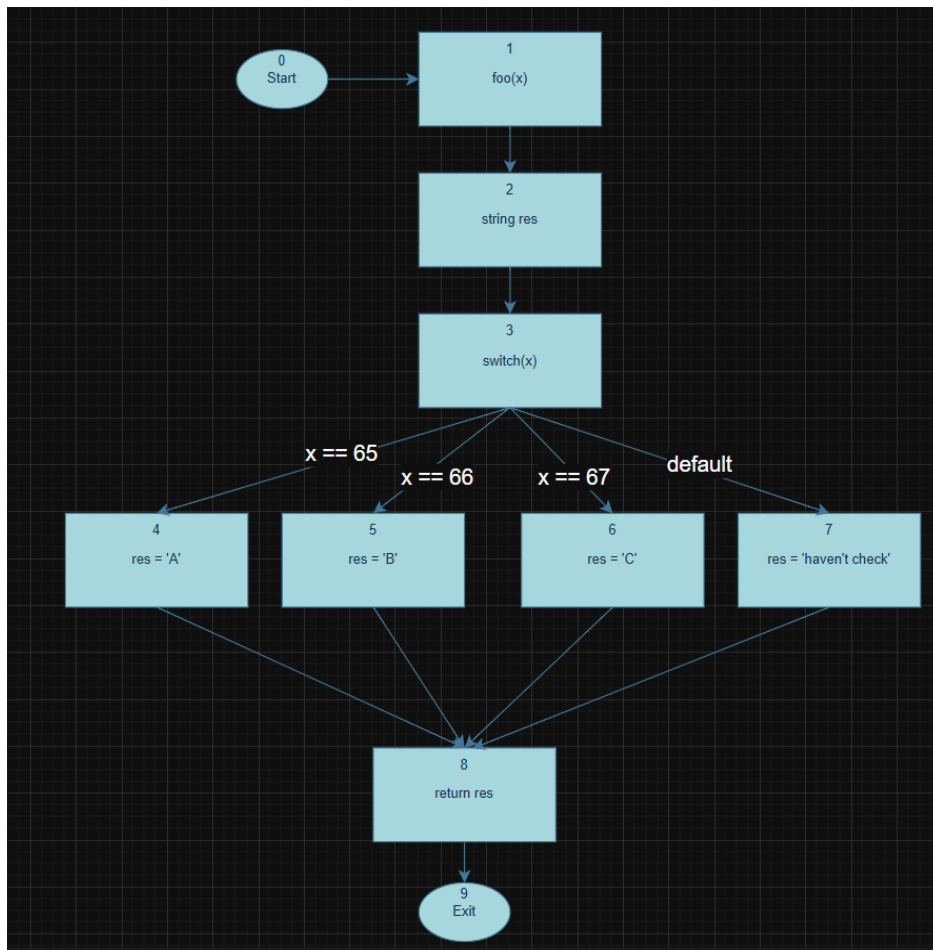 0
Start
1
foo(x)
2
string res
3
switch(x)
x == 65
x == 66
x == 67
default
4
res = 'A'
5
res = 'B'
6
res = 'C'
7
res = 'haven't check'
8
return res
9
Exit